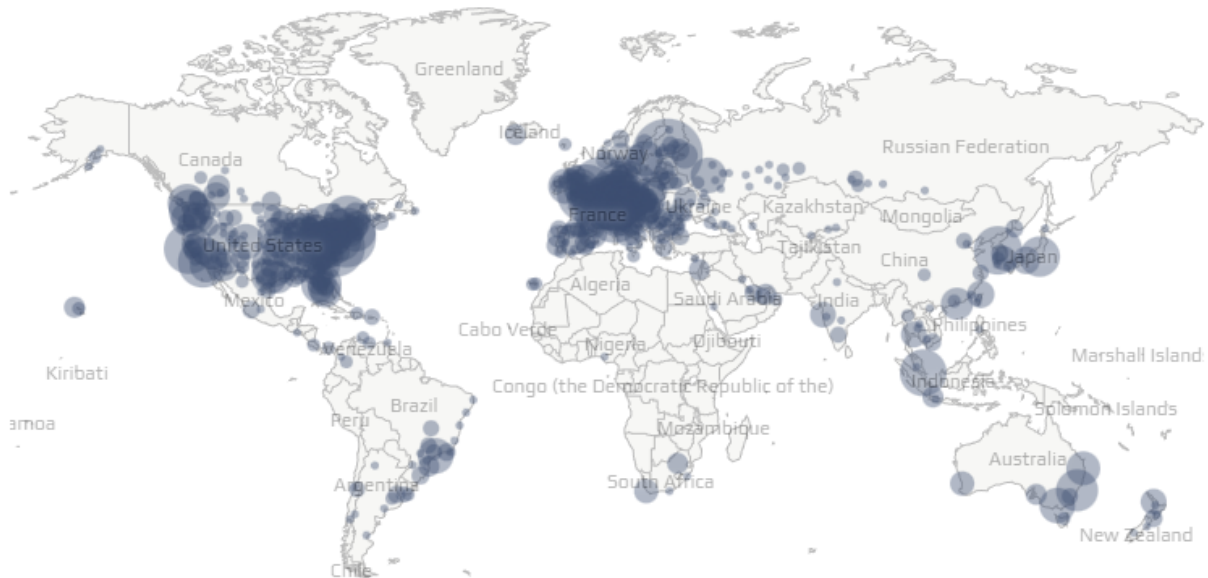 Greenland
Iceland
Norway
Russian Federation
Canada
France
Ukraine
Kazakhstan
Mongolia
United States
Tajikistan
China
Japan
Mexico
Algeria
Saudi Arabia
India
Cabo Verde
Nigeria
Djibouti
Philippines
Venezuela
Marshall Island
Kiribati
Congo (the Democratic Republic of the)
Indonesia
Brazil
Solomon Islands
amoa
Peru
Mozambique
Australia
Argentina
South Africa
New Zealand
Chile